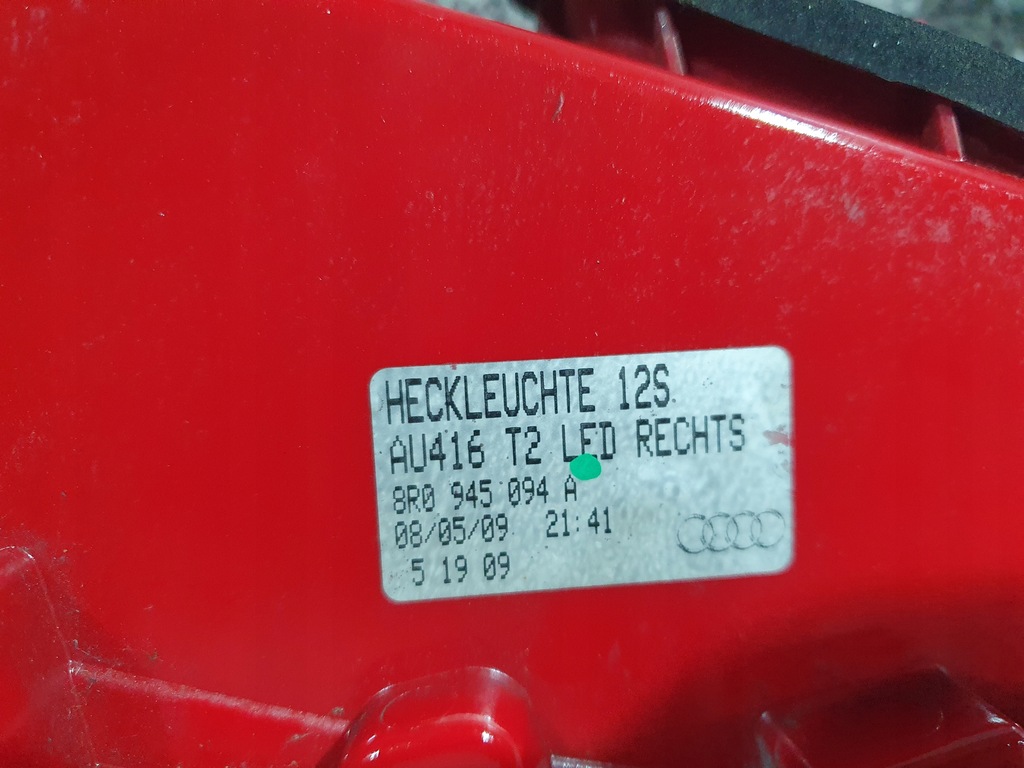 HECKLEUCHTE 12S.
AU416 T2 LED RECHTS
8R0 945 094 A
08/05/09 21:41
5 19 09